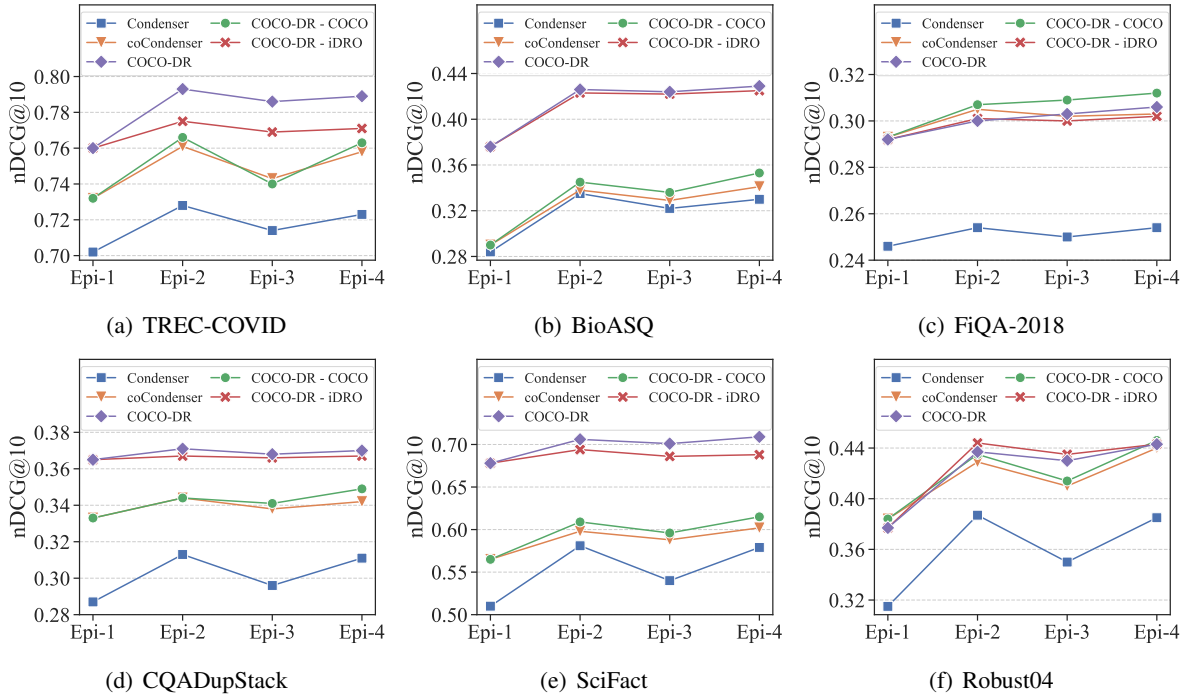 Condenser
coCondenser
COCO-DR
COCO-DR - COCO
COCO-DR - iDRO
nDCG@10
0.80
0.78
0.76
0.74
0.72
0.70
Epi-1 Epi-2 Epi-3 Epi-4
(a) TREC-COVID
Condenser
coCondenser
COCO-DR
COCO-DR - COCO
COCO-DR - iDRO
nDCG@10
0.44
0.40
0.36
0.32
0.28
Epi-1 Epi-2 Epi-3 Epi-4
(b) BioASQ
Condenser
coCondenser
COCO-DR
COCO-DR - COCO
COCO-DR - iDRO
nDCG@10
0.32
0.30
0.28
0.26
0.24
Epi-1 Epi-2 Epi-3 Epi-4
(c) FiQA-2018
Condenser
coCondenser
COCO-DR
COCO-DR - COCO
COCO-DR - iDRO
nDCG@10
0.38
0.36
0.34
0.32
0.30
0.28
Epi-1 Epi-2 Epi-3 Epi-4
(d) CQADupStack
Condenser
coCondenser
COCO-DR
COCO-DR - COCO
COCO-DR - iDRO
nDCG@10
0.70
0.65
0.60
0.55
0.50
Epi-1 Epi-2 Epi-3 Epi-4
(e) SciFact
Condenser
coCondenser
COCO-DR
COCO-DR - COCO
COCO-DR - iDRO
nDCG@10
0.44
0.40
0.36
0.32
Epi-1 Epi-2 Epi-3 Epi-4
(f) Robust04